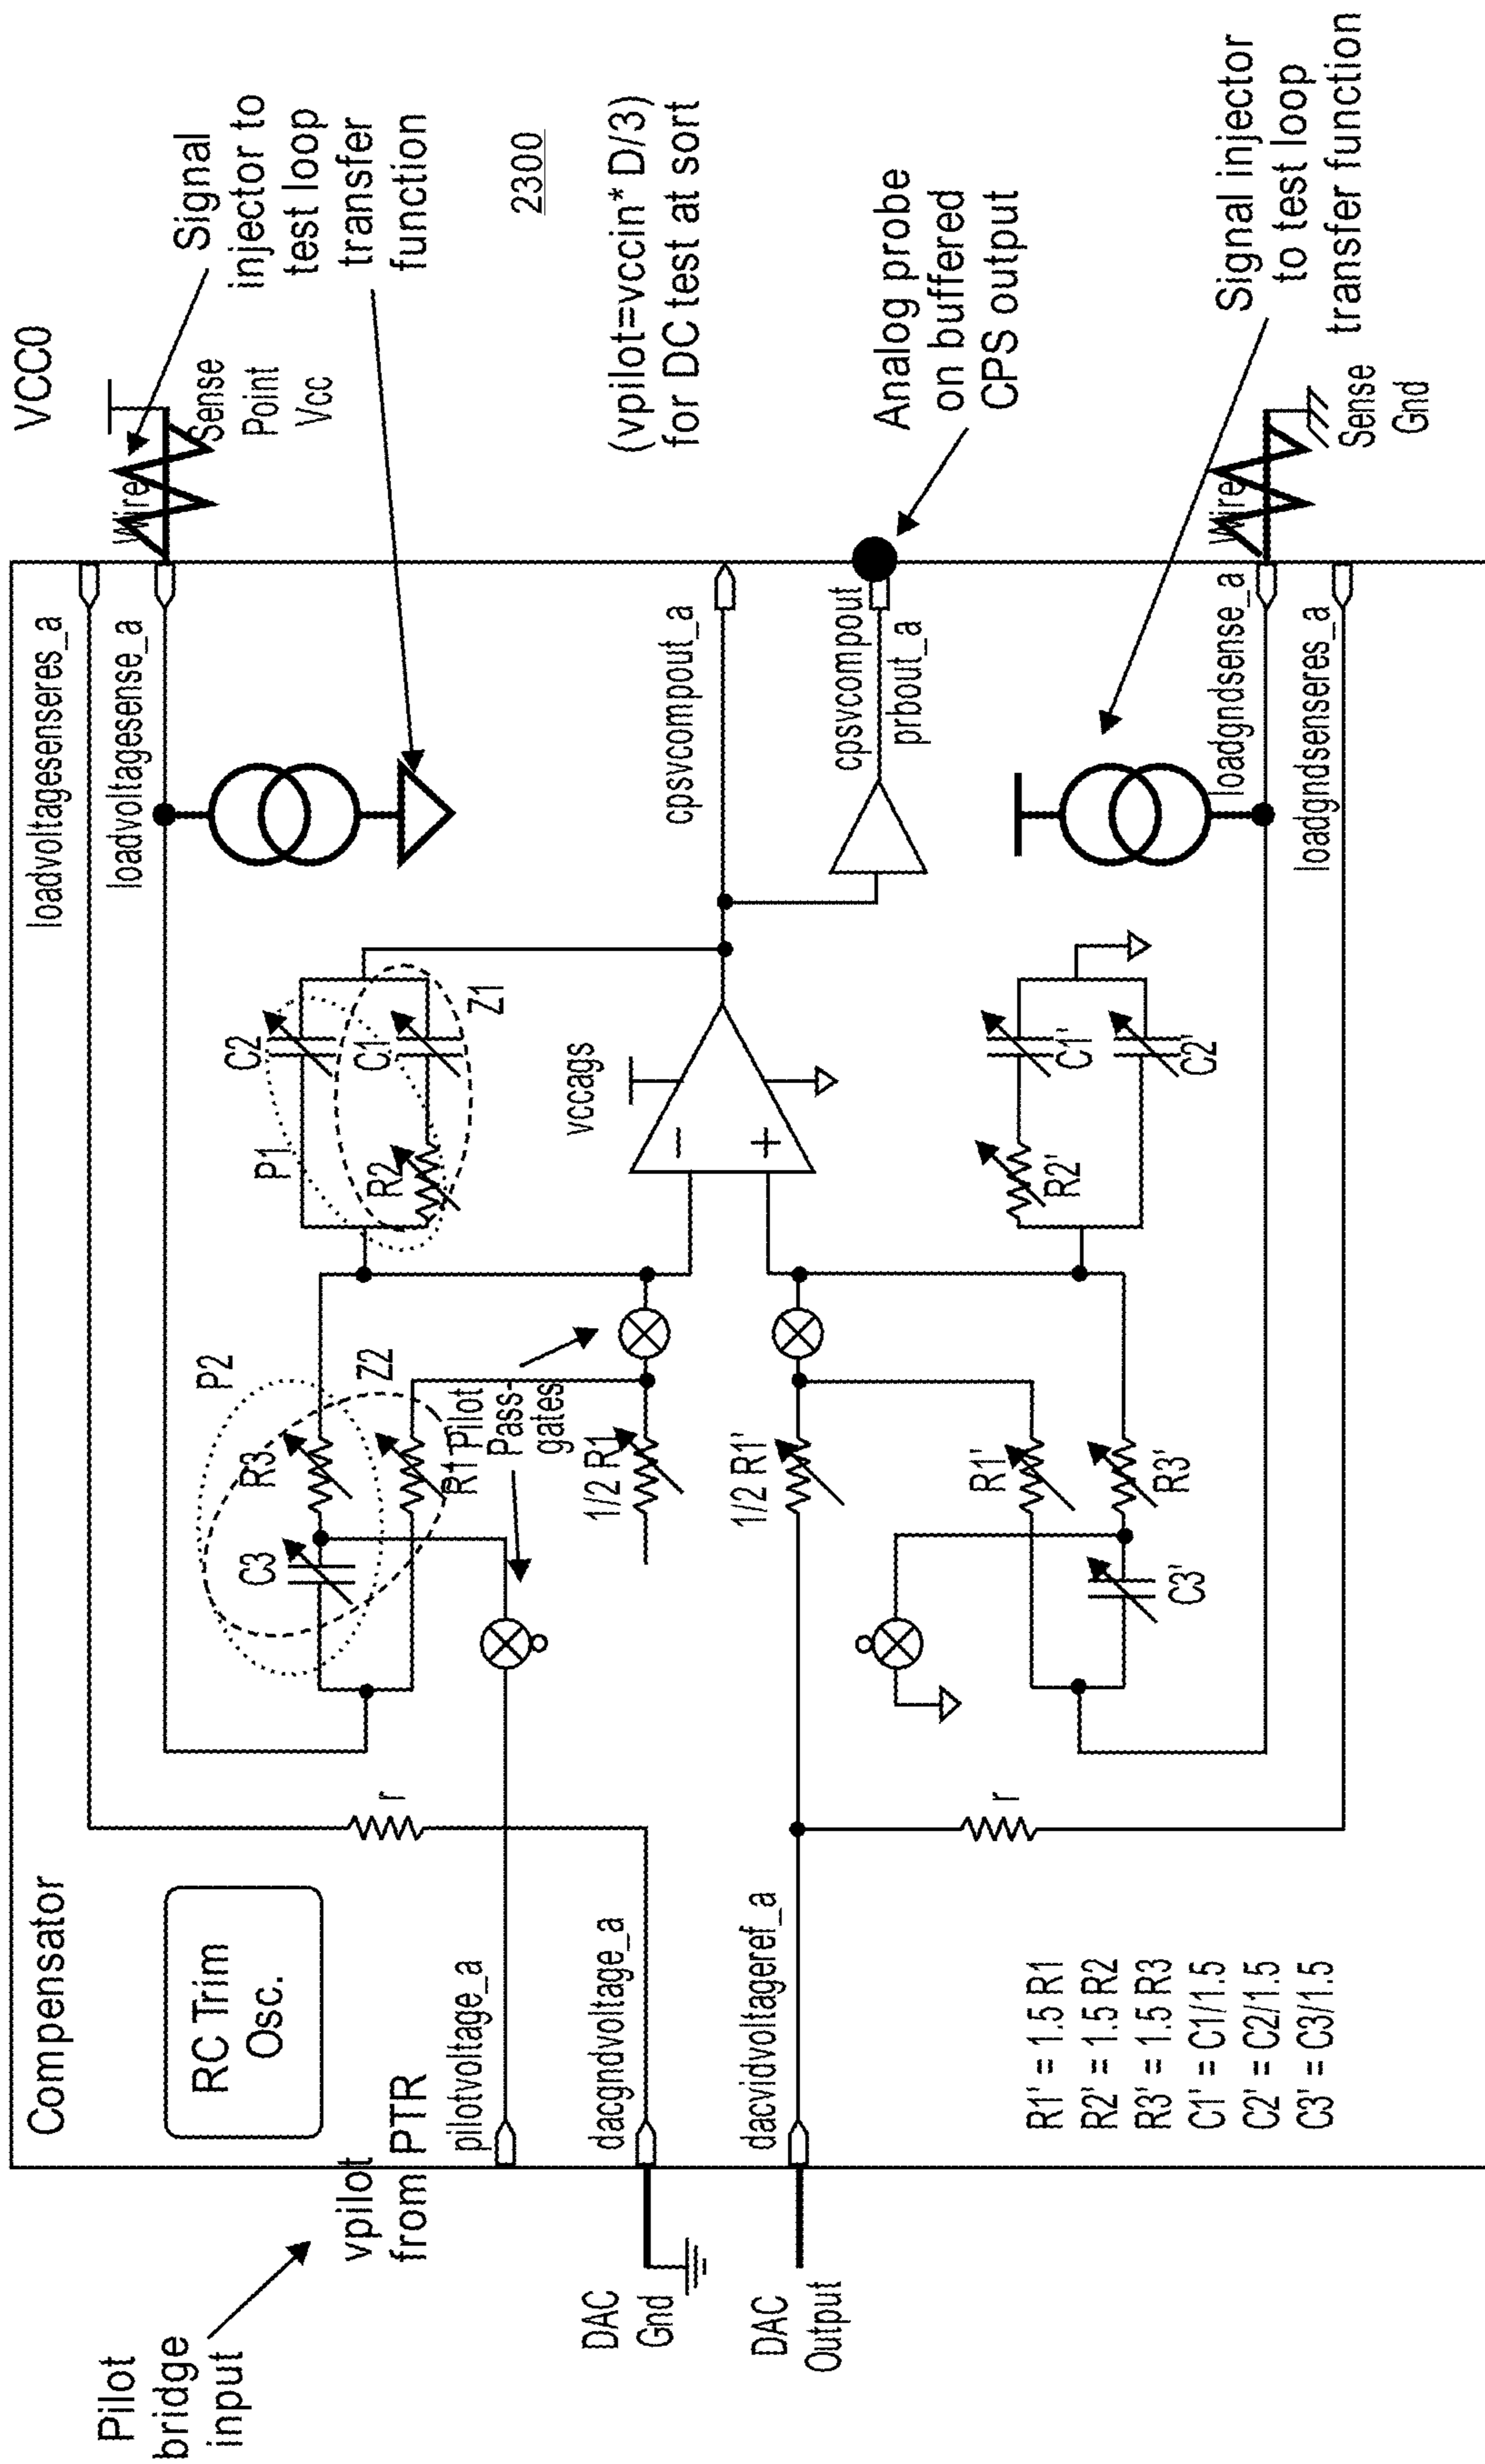 Pilot
bridge
input
vpilot
from PTR
DAC
Gnd
DAC
Output
Compensator
RC Trim
Osc.
pilotvoltage_a
dacgndvoltage_a
dacvidvoltageref_a
R1' = 1.5 R1
R2' = 1.5 R2
R3' = 1.5 R3
C1' = C1/1.5
C2' = C2/1.5
C3' = C3/1.5
r
r
P2
C3
R3
Z2
R1
Pilot
Pass-
gates
1/2 R1
1/2 R1'
R1'
R3'
C3'
P1
C2
C1
R2
Z1
vccags
−
+
R2'
C1'
C2'
loadvoltagesenseres_a
loadvoltagesense_a
cpsvcompout_a
cpsvcompout
prbout_a
loadgndsense_a
loadgndsenseres_a
VCC0
Wire
Sense
Point
Vcc
Signal
injector to
test loop
transfer
function
2300
(vpilot=vccin* D/3)
for DC test at sort
Analog probe
on buffered
CPS output
Signal injector
to test loop
transfer function
Wire
Sense
Gnd